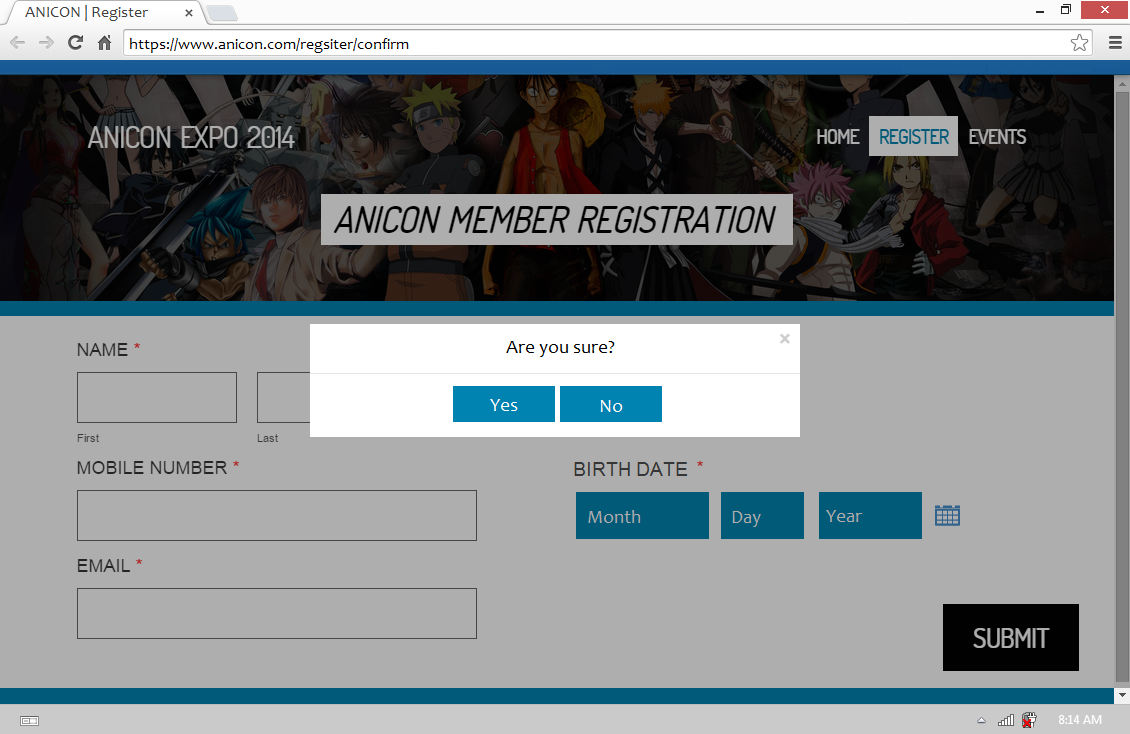 ANICON | Register
https://www.anicon.com/regsiter/confirm
ANICON EXPO 2014
HOME REGISTER EVENTS
ANICON MEMBER REGISTRATION
NAME *
Are you sure?
Yes No
First Last
MOBILE NUMBER *
BIRTH DATE *
Month Day Year
EMAIL *
SUBMIT
8:14 AM